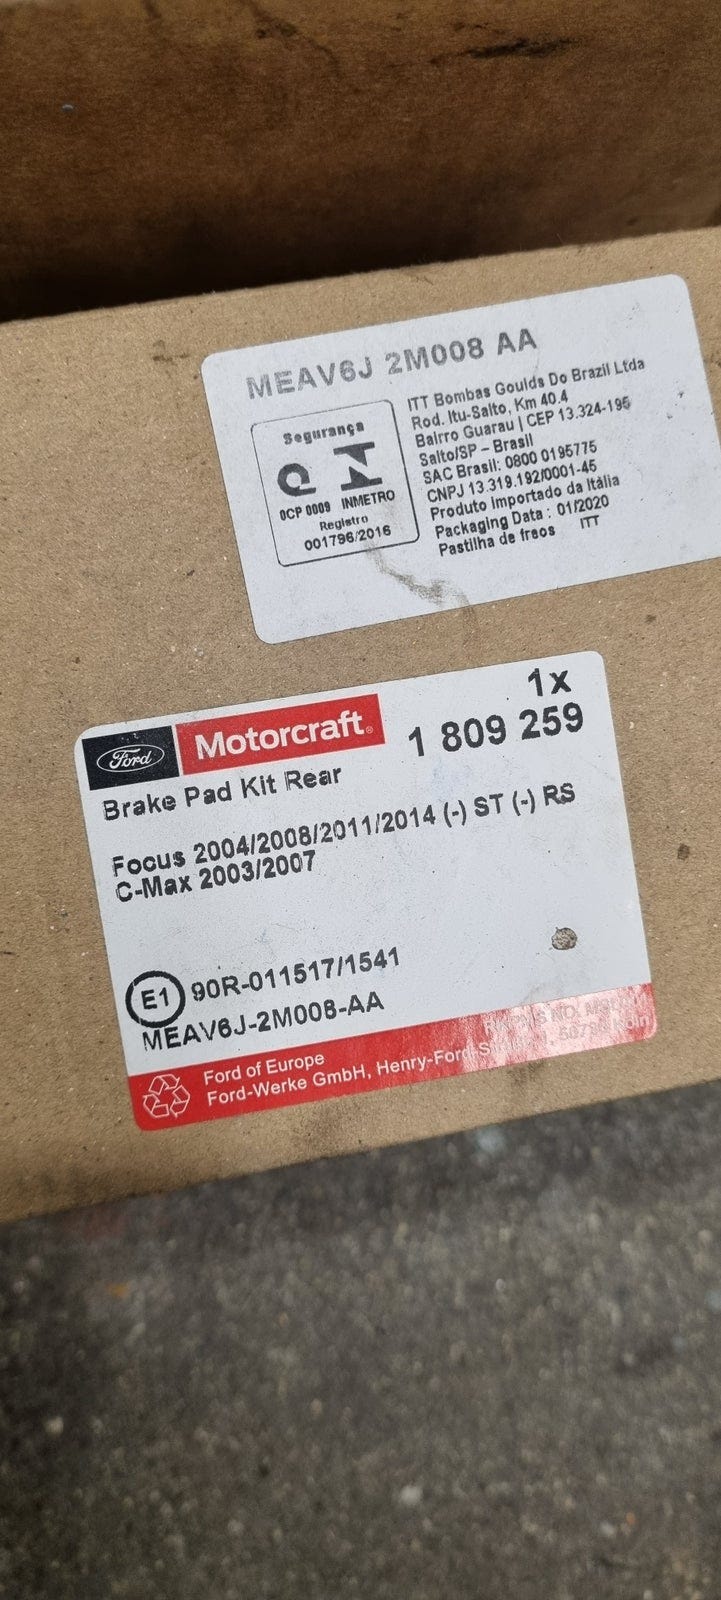 MEAV6J 2M008 AA
Segurança
OCP 0009 INMETRO
Registro
001796/2016
ITT Bombas Goulds Do Brazil Ltda
Rod. Itu-Salto, Km 40.4
Bairro Guarau | CEP 13.324-195
Salto/SP – Brasil
SAC Brasil: 0800 0195775
CNPJ 13.319.192/0001-45
Produto importado da Itália
Packaging Data : 01/2020
Pastilha de freos ITT
Ford Motorcraft®
1x
1 809 259
Brake Pad Kit Rear
Focus 2004/2008/2011/2014 (-) ST (-) RS
C-Max 2003/2007
E1 90R-011517/1541
MEAV6J-2M008-AA
Ford of Europe
Ford-Werke GmbH, Henry-Ford Köln